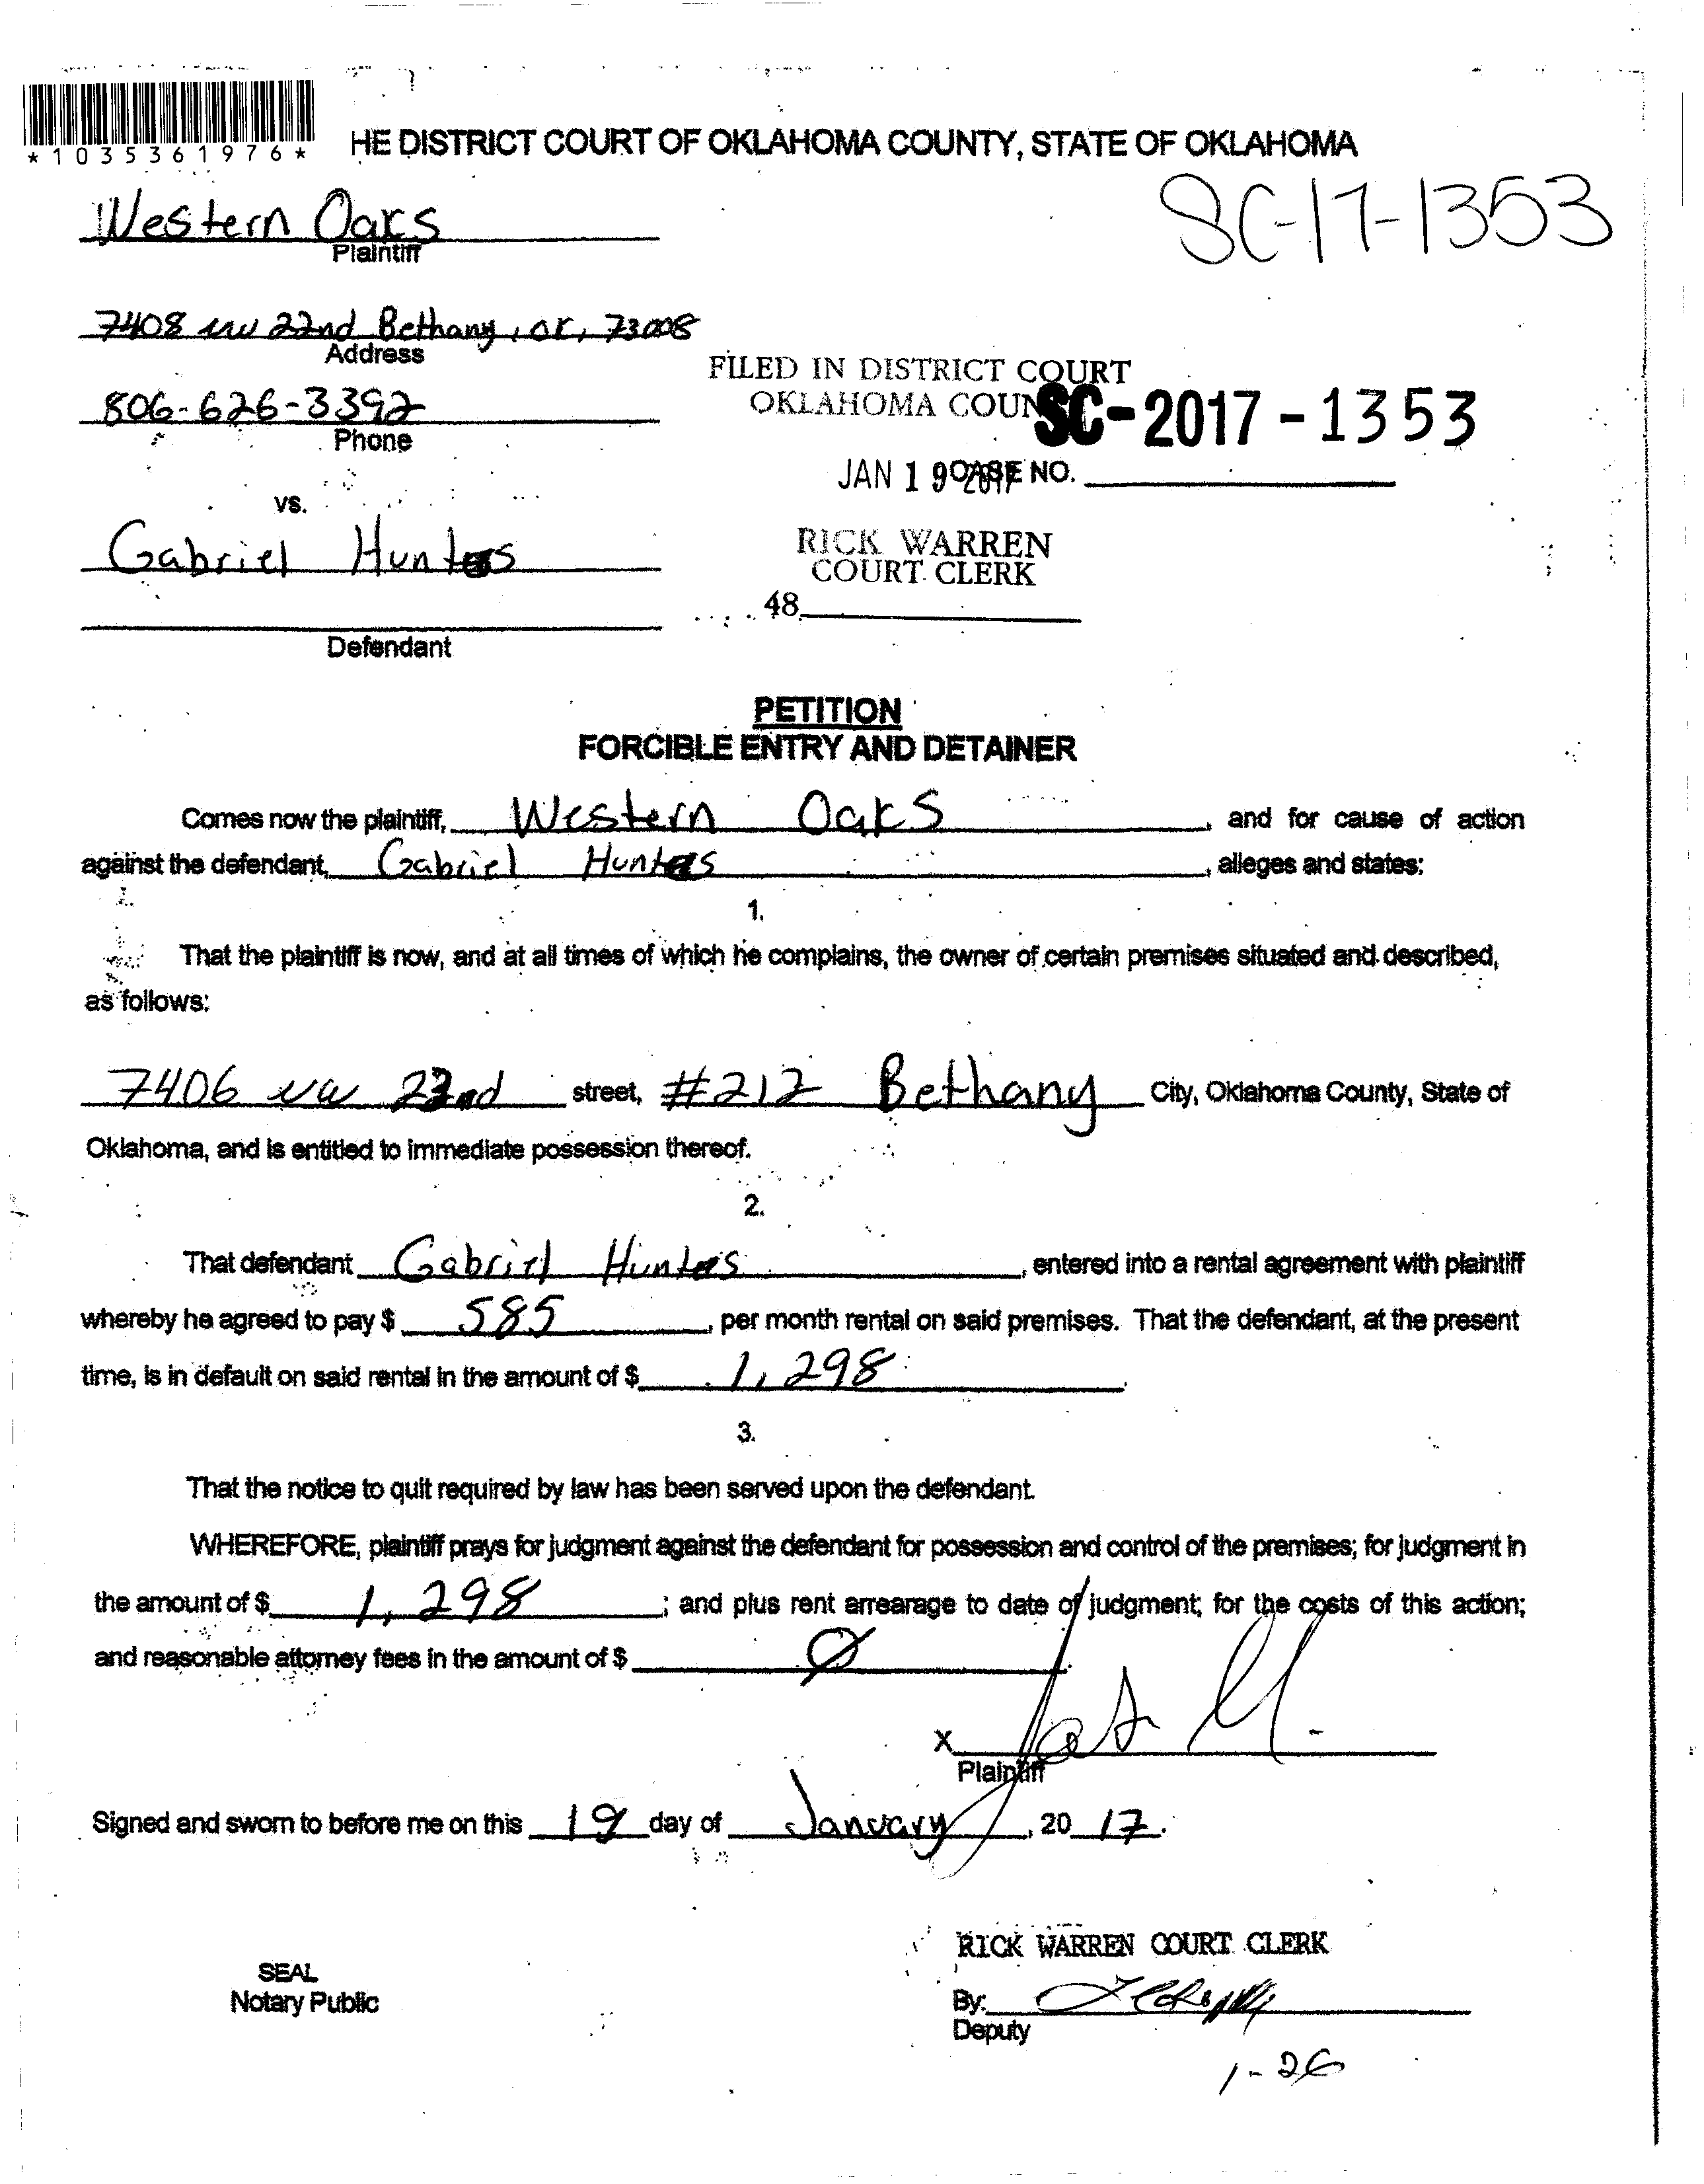 *1035361976*
HE DISTRICT COURT OF OKLAHOMA COUNTY, STATE OF OKLAHOMA
Western Oaks
Plaintiff
SC-17-1353
7408 nw 22nd Bethany, OK, 73008
Address
FILED IN DISTRICT COURT
OKLAHOMA COUN
SC-2017-1353
806-626-3392
Phone
JAN 19 2017
CASE NO.
vs.
Gabriel Hunters
RICK WARREN
COURT CLERK
48
Defendant
PETITION
FORCIBLE ENTRY AND DETAINER
Comes now the plaintiff, Western Oaks, and for cause of action
against the defendant, Gabriel Hunters, alleges and states:
1.
That the plaintiff is now, and at all times of which he complains, the owner of certain premises situated and described,
as follows:
7406 nw 22nd street, #212 Bethany City, Oklahoma County, State of
Oklahoma, and is entitled to immediate possession thereof.
2.
That defendant Gabriel Hunters, entered into a rental agreement with plaintiff
whereby he agreed to pay $ 585, per month rental on said premises. That the defendant, at the present
time, is in default on said rental in the amount of $ 1,298.
3.
That the notice to quit required by law has been served upon the defendant.
WHEREFORE, plaintiff prays for judgment against the defendant for possession and control of the premises; for judgment in
the amount of $ 1,298; and plus rent arrearage to date of judgment; for the costs of this action;
and reasonable attorney fees in the amount of $ Ø.
X
Plaintiff
Signed and sworn to before me on this 19 day of January, 20 17.
RICK WARREN COURT CLERK
SEAL
Notary Public
By:
Deputy
1-26